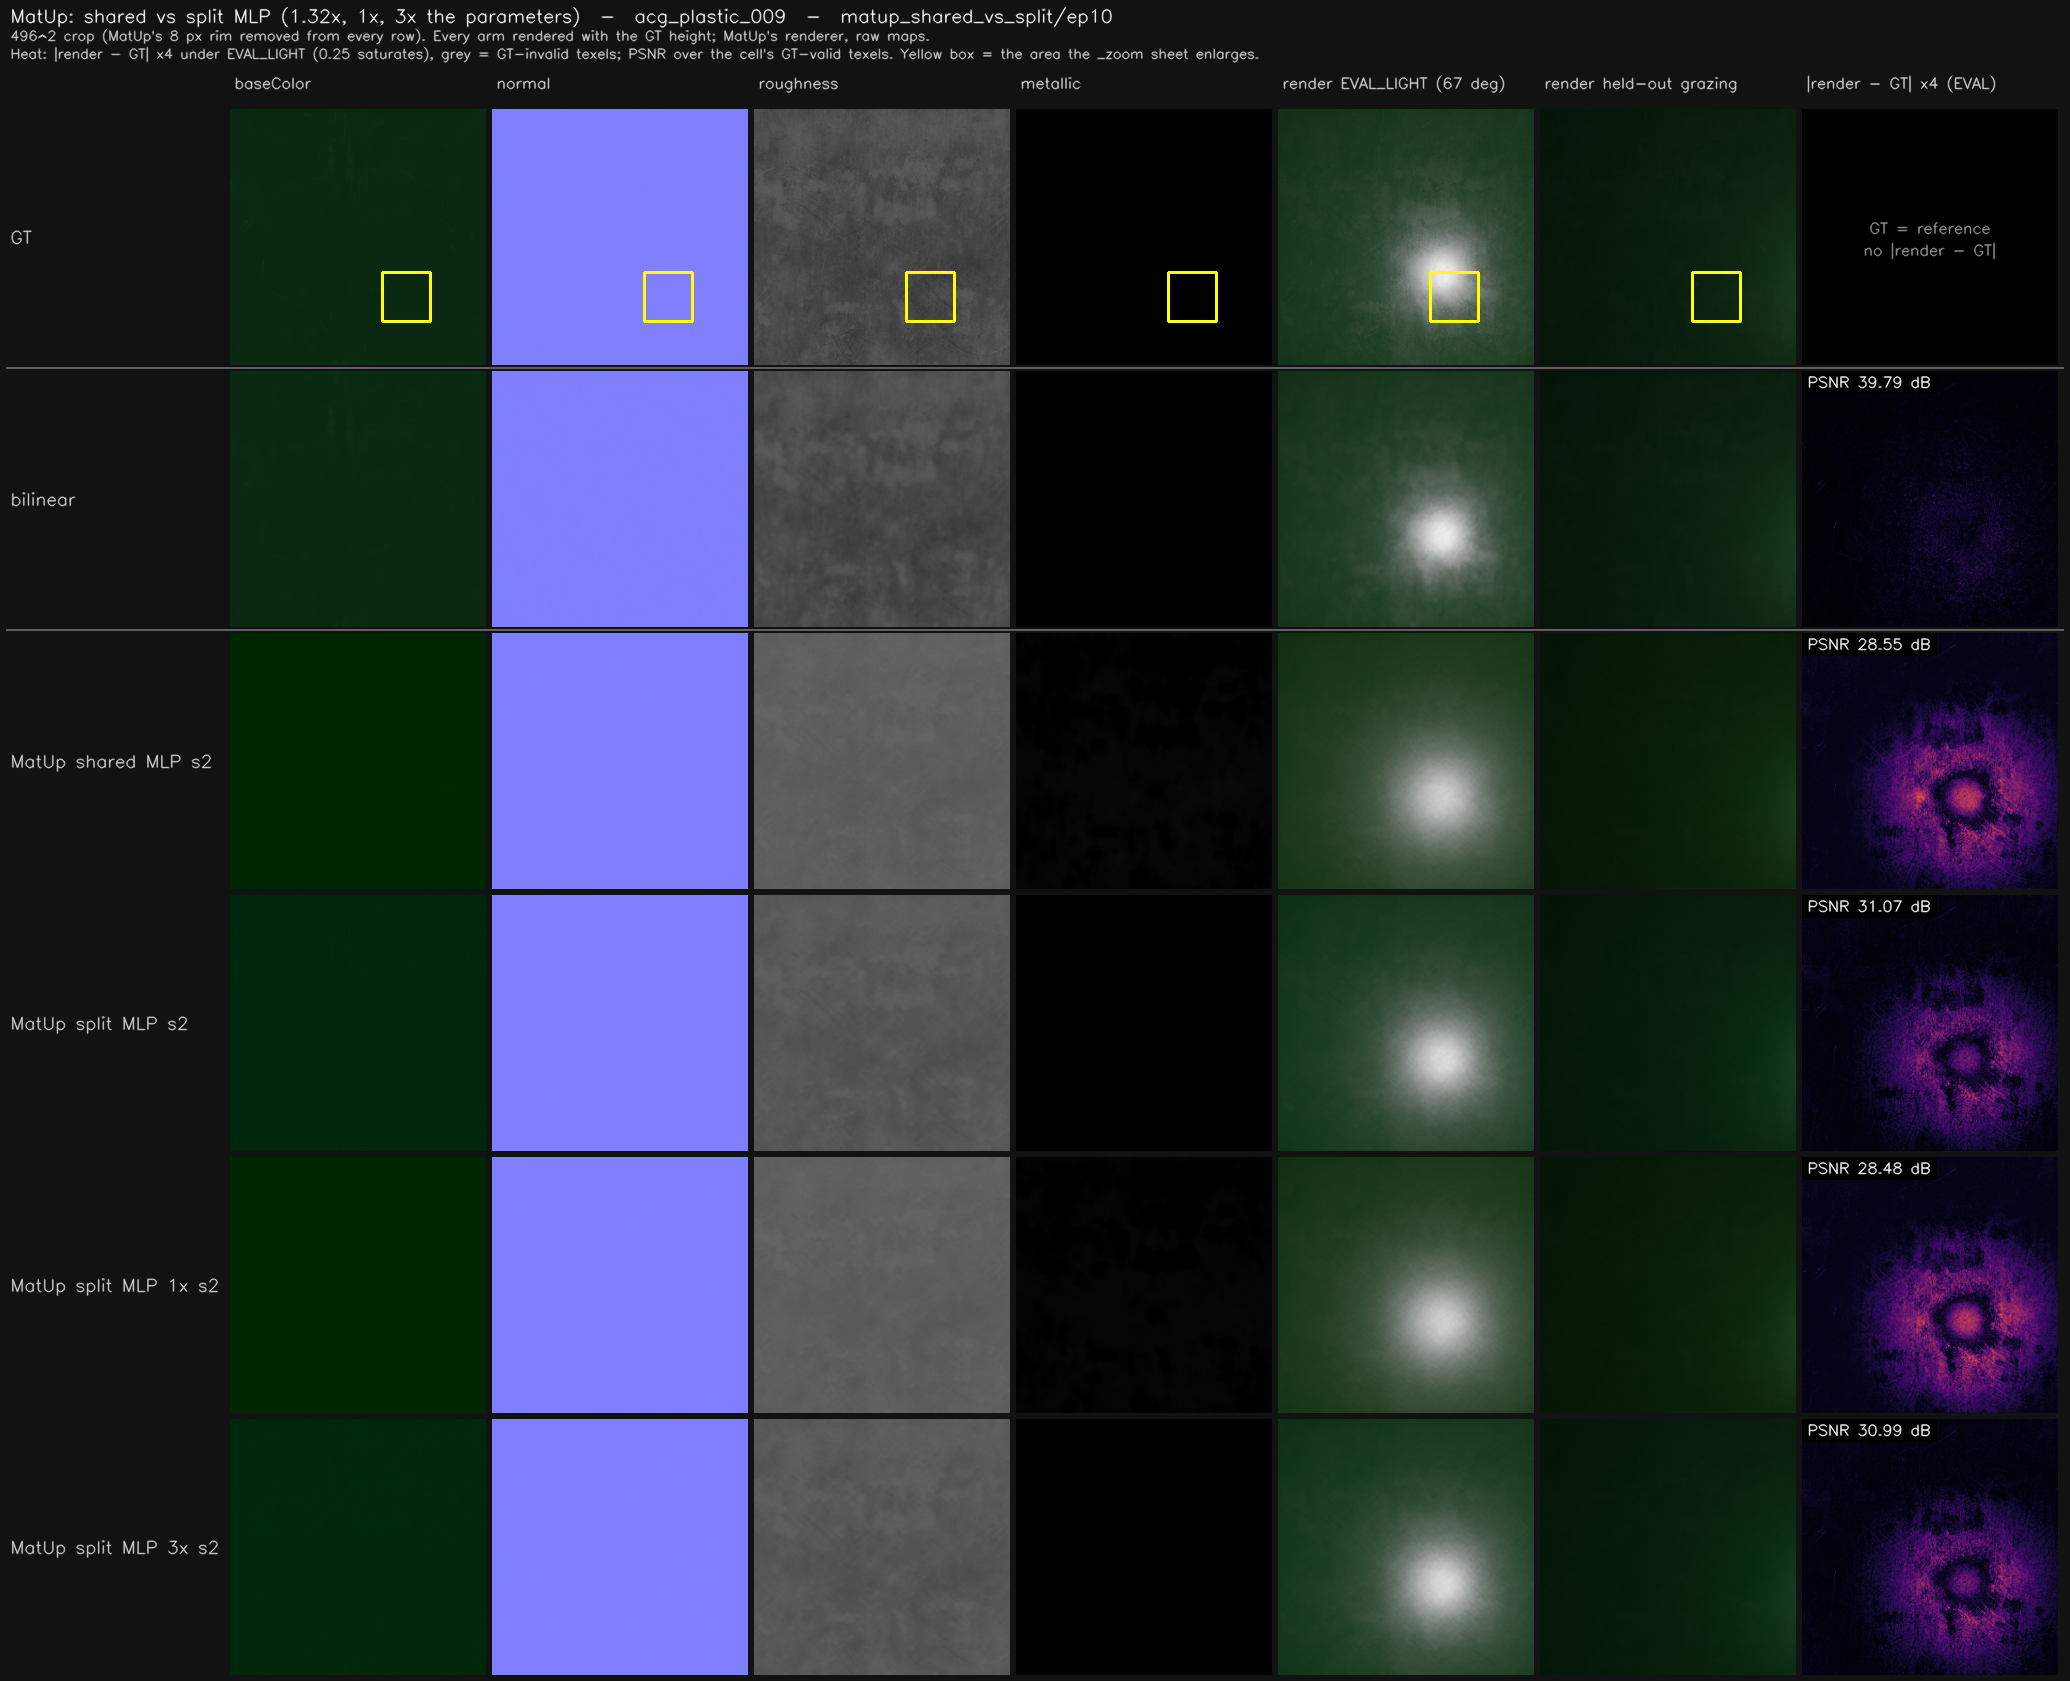 MatUp: shared vs split MLP (1.32x, 1x, 3x the parameters) — acg_plastic_009 — matup_shared_vs_split/ep10
496^2 crop (MatUp's 8 px rim removed from every row). Every arm rendered with the GT height; MatUp's renderer, raw maps.
Heat: |render - GT| x4 under EVAL_LIGHT (0.25 saturates), grey = GT-invalid texels; PSNR over the cell's GT-valid texels. Yellow box = the area the _zoom sheet enlarges.
baseColor normal roughness metallic render EVAL_LIGHT (67 deg) render held-out grazing |render - GT| x4 (EVAL)
GT
GT = reference
no |render - GT|
PSNR 39.79 dB
bilinear
PSNR 28.55 dB
MatUp shared MLP s2
PSNR 31.07 dB
MatUp split MLP s2
PSNR 28.48 dB
MatUp split MLP 1x s2
PSNR 30.99 dB
MatUp split MLP 3x s2